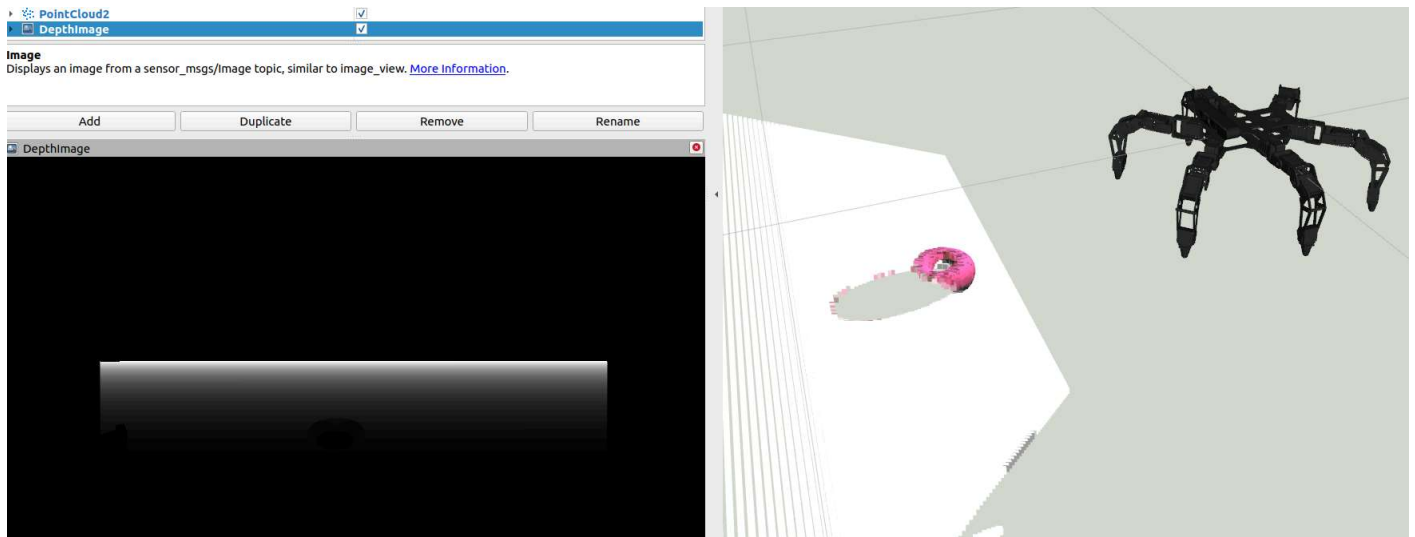 PointCloud2
DepthImage
Image
Displays an image from a sensor_msgs/Image topic, similar to image_view. More Information.
Add Duplicate Remove Rename
DepthImage